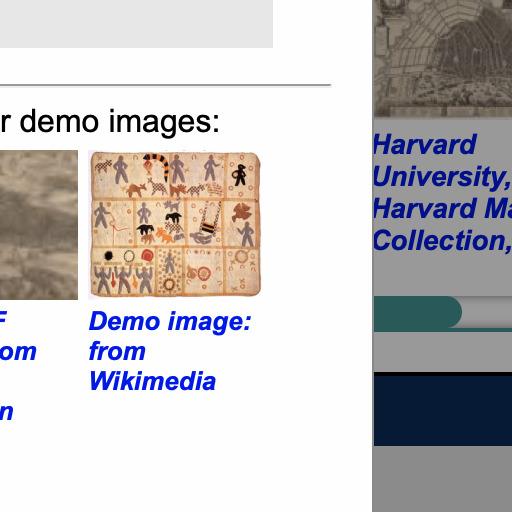 r demo images:
Demo image:
from
Wikimedia
om
n
Harvard
University,
Harvard Ma
Collection,